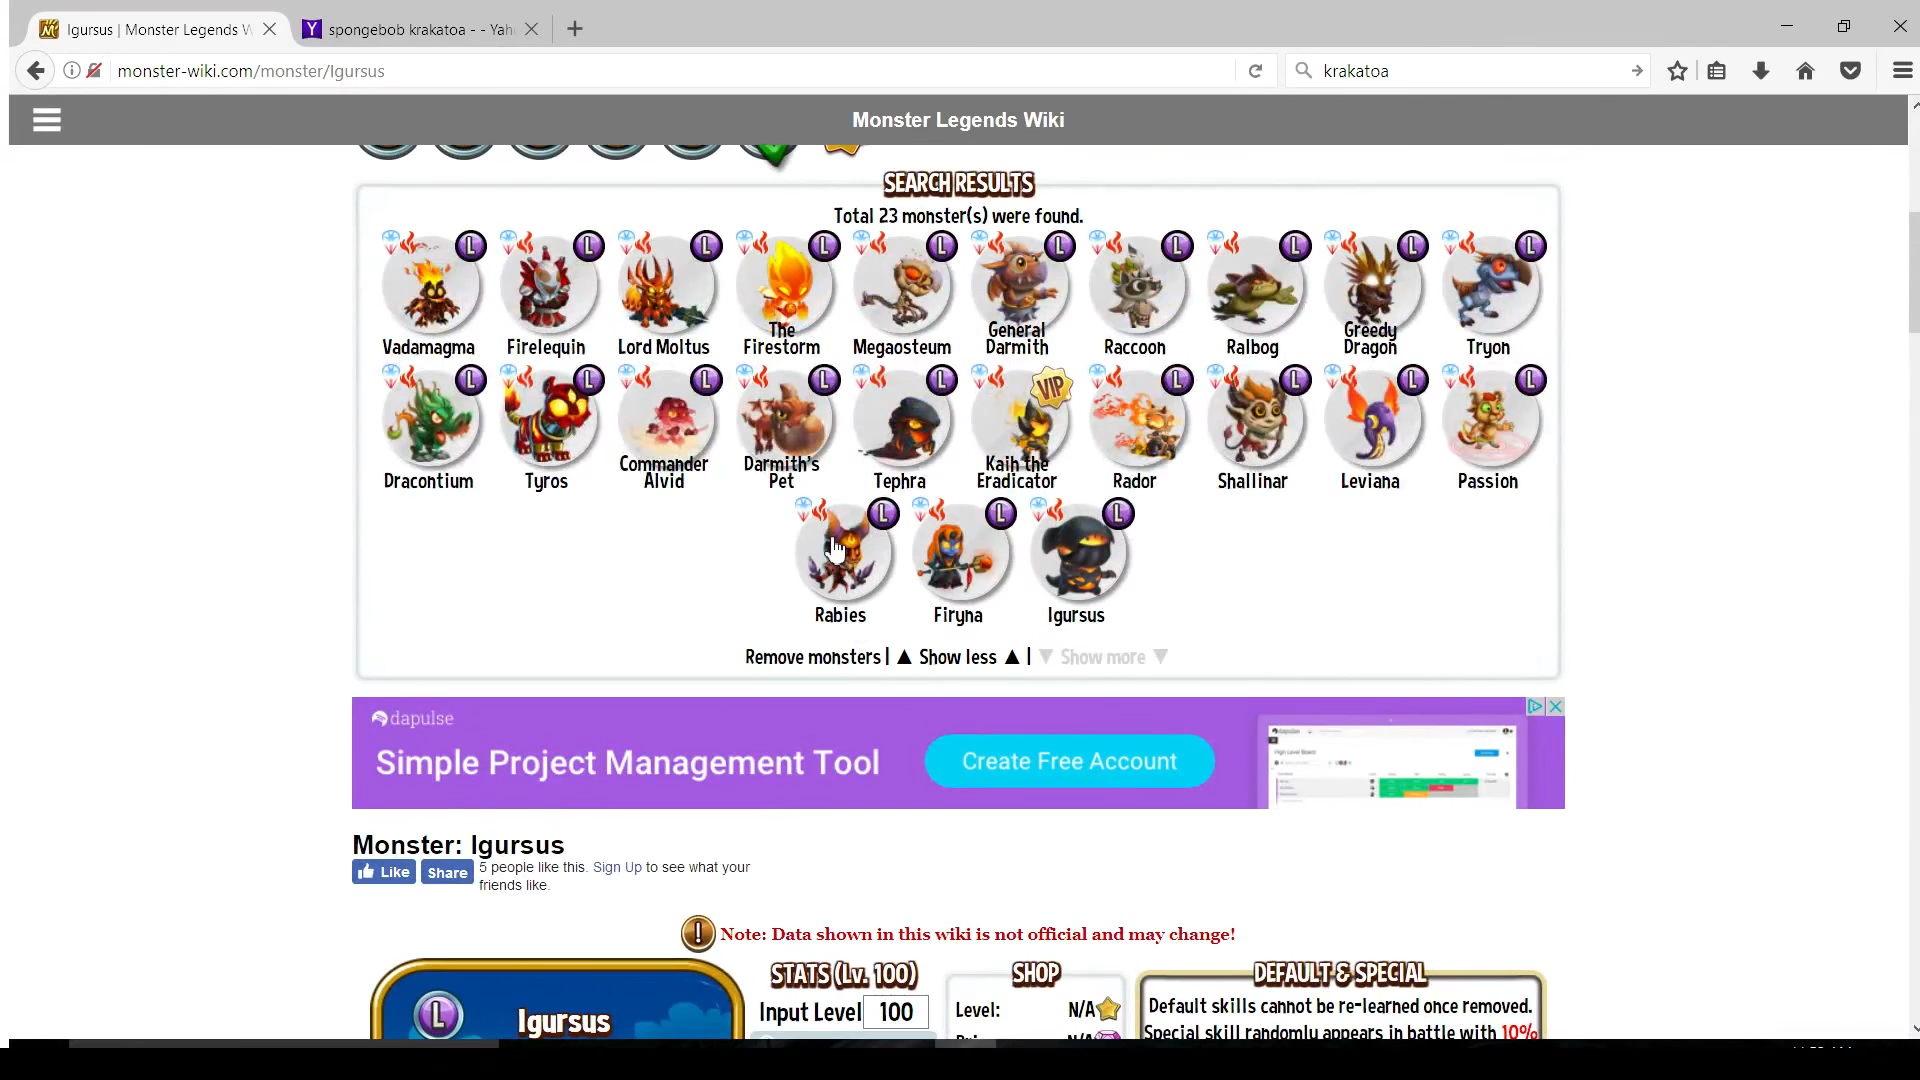 Igursus | Monster Legends W
spongebob krakatoa - - Yah
monster-wiki.com/monster/Igursus
krakatoa
Monster Legends Wiki
SEARCH RESULTS
Total 23 monster(s) were found.
L L L L L L L L L L
Vadamagma Firelequin Lord Moltus The Firestorm Megaosteum General Darmith Raccoon Ralbog Greedy Dragon Tryon
L L L L L VIP L L L L
Dracontium Tyros Commander Alvid Darmith's Pet Tephra Kaih the Eradicator Rador Shallinar Leviana Passion
L L L
Rabies Firyna Igursus
Remove monsters | ▲ Show less ▲ | ▼ Show more ▼
dapulse
Simple Project Management Tool
Create Free Account
Monster: Igursus
Like Share 5 people like this. Sign Up to see what your
friends like.
Note: Data shown in this wiki is not official and may change!
STATS (Lv. 100) SHOP DEFAULT & SPECIAL
L Igursus
Input Level 100
Level: N/A
Default skills cannot be re-learned once removed.
Special skill randomly appears in battle with 10%